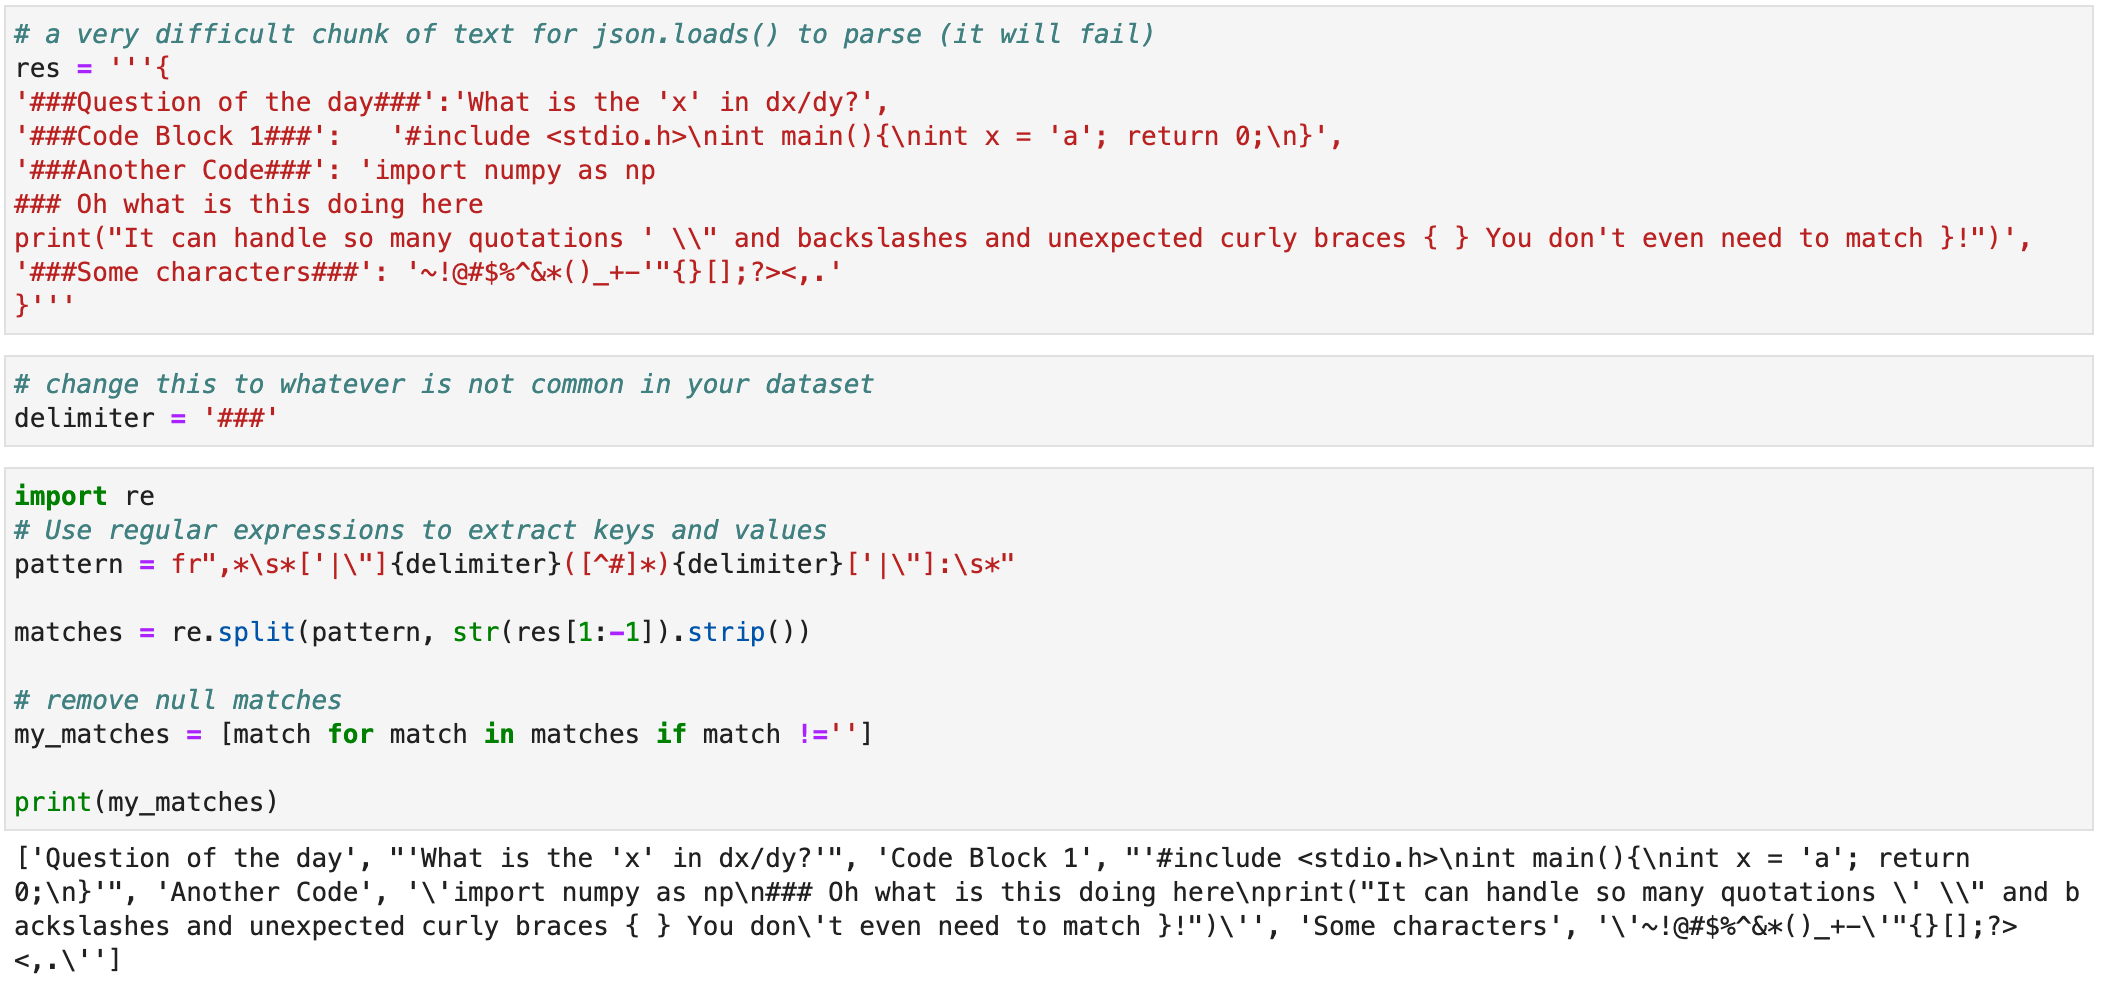 # a very difficult chunk of text for json.loads() to parse (it will fail)
res = '''{
'###Question of the day###':'What is the 'x' in dx/dy?',
'###Code Block 1###':   '#include <stdio.h>\nint main(){\nint x = 'a'; return 0;\n}',
'###Another Code###': 'import numpy as np
### Oh what is this doing here
print("It can handle so many quotations ' \\" and backslashes and unexpected curly braces { } You don't even need to match }!")',
'###Some characters###': '~!@#$%^&*()_+-'"{}[];?><,.'
}'''
# change this to whatever is not common in your dataset
delimiter = '###'
import re
# Use regular expressions to extract keys and values
pattern = fr",*\s*['|\"]{delimiter}([^#]*){delimiter}['|\"]:\s*"
matches = re.split(pattern, str(res[1:-1]).strip())
# remove null matches
my_matches = [match for match in matches if match !='']
print(my_matches)
['Question of the day', "'What is the 'x' in dx/dy?'", 'Code Block 1', "'#include <stdio.h>\nint main(){\nint x = 'a'; return
0;\n}'", 'Another Code', '\'import numpy as np\n### Oh what is this doing here\nprint("It can handle so many quotations \' \\" and b
ackslashes and unexpected curly braces { } You don\'t even need to match }!")\'', 'Some characters', '\'~!@#$%^&*()_+-\'"{}[];?>
<,.\'']